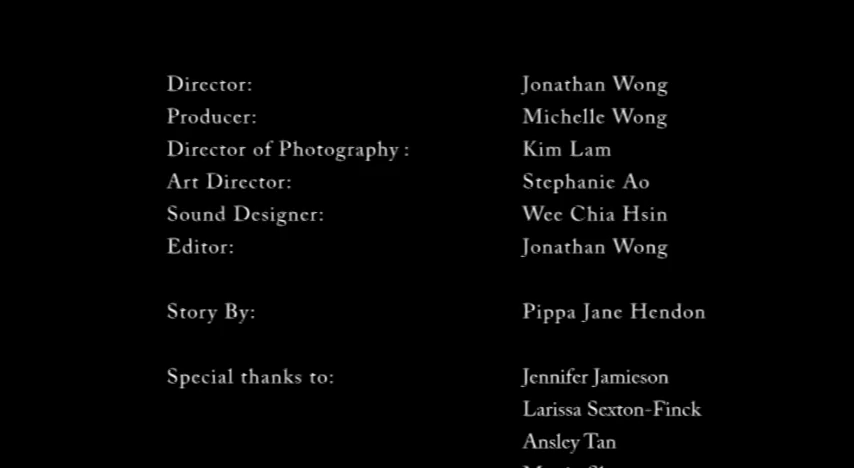 Director: Jonathan Wong
Producer: Michelle Wong
Director of Photography : Kim Lam
Art Director: Stephanie Ao
Sound Designer: Wee Chia Hsin
Editor: Jonathan Wong
Story By: Pippa Jane Hendon
Special thanks to: Jennifer Jamieson
Larissa Sexton-Finck
Ansley Tan